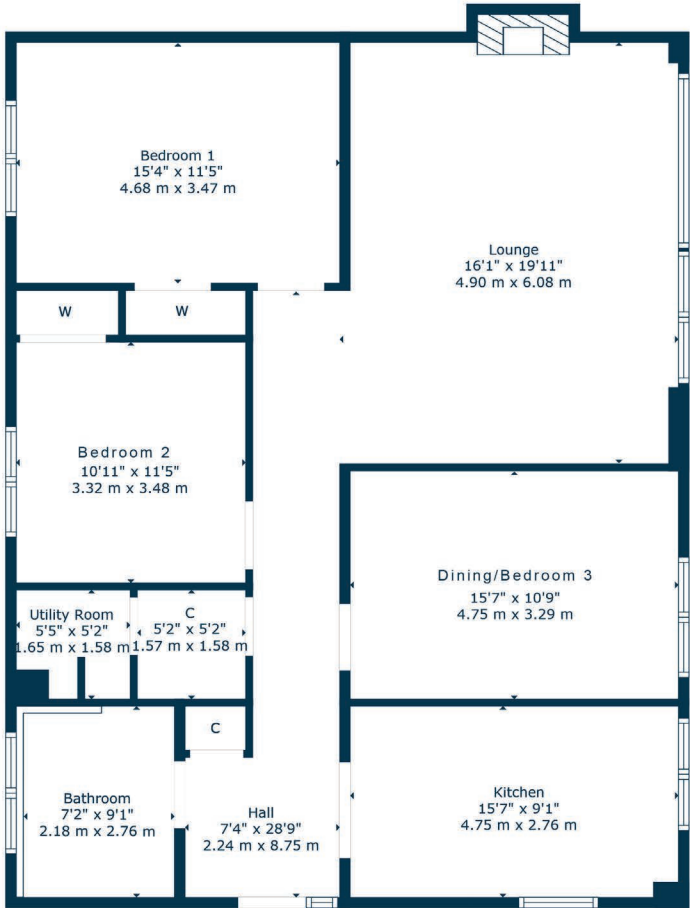 Bedroom 1
15'4" x 11'5"
4.68 m x 3.47 m
Lounge
16'1" x 19'11"
4.90 m x 6.08 m
W
W
Bedroom 2
10'11" x 11'5"
3.32 m x 3.48 m
Dining/Bedroom 3
15'7" x 10'9"
4.75 m x 3.29 m
Utility Room
5'5" x 5'2"
1.65 m x 1.58 m
C
5'2" x 5'2"
1.57 m x 1.58 m
C
Bathroom
7'2" x 9'1"
2.18 m x 2.76 m
Hall
7'4" x 28'9"
2.24 m x 8.75 m
Kitchen
15'7" x 9'1"
4.75 m x 2.76 m